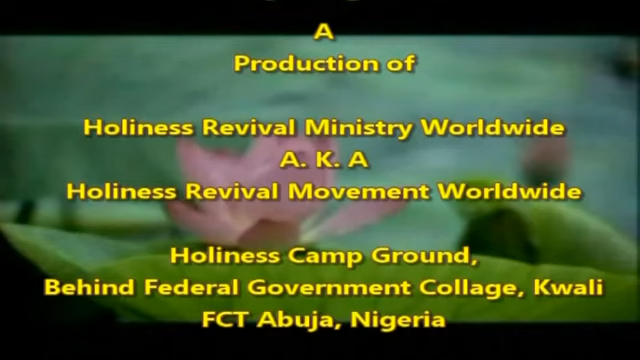 A
Production of
Holiness Revival Ministry Worldwide
A. K. A
Holiness Revival Movement Worldwide
Holiness Camp Ground,
Behind Federal Government Collage, Kwali
FCT Abuja, Nigeria